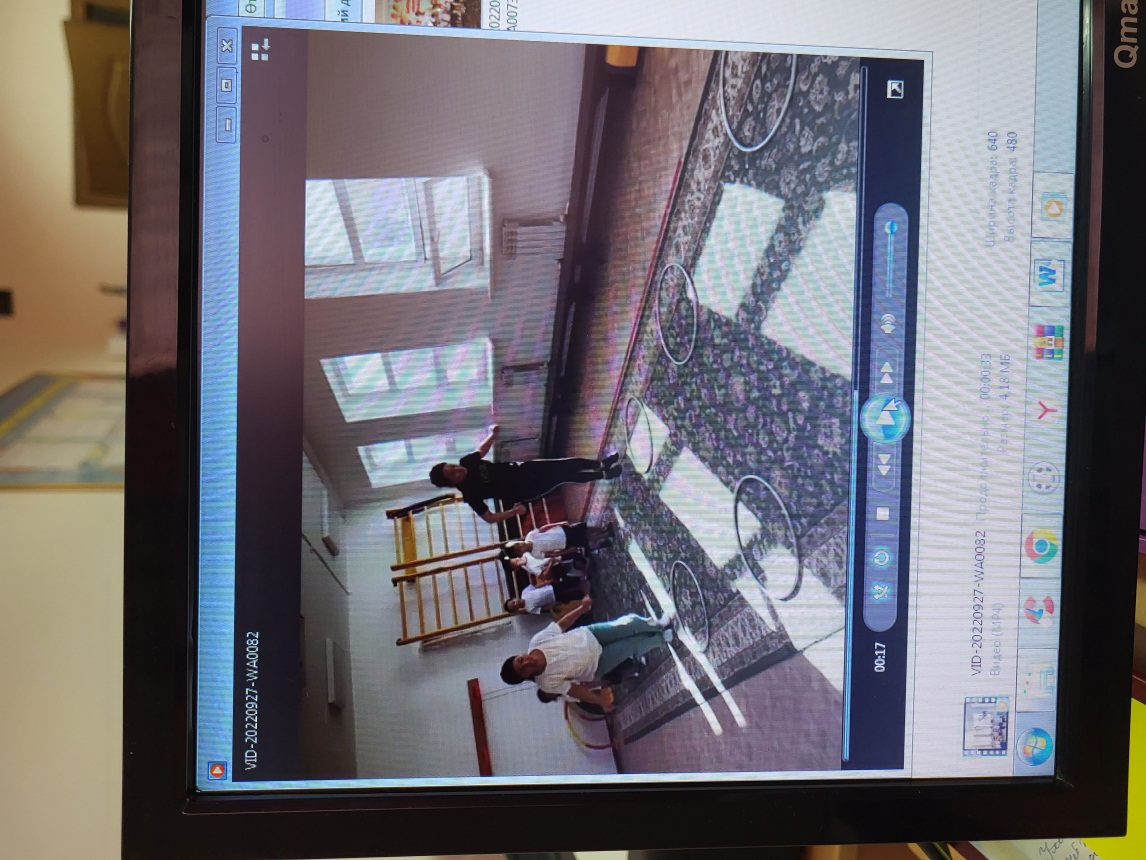 VID-20220927-WA0082
00:17
VID-20220927-WA0082
Продолжительность: 00:00:33
Ширина кадра: 640
Видео (MP4)
Размер: 4,18 МБ
Высота кадра: 480
Qma